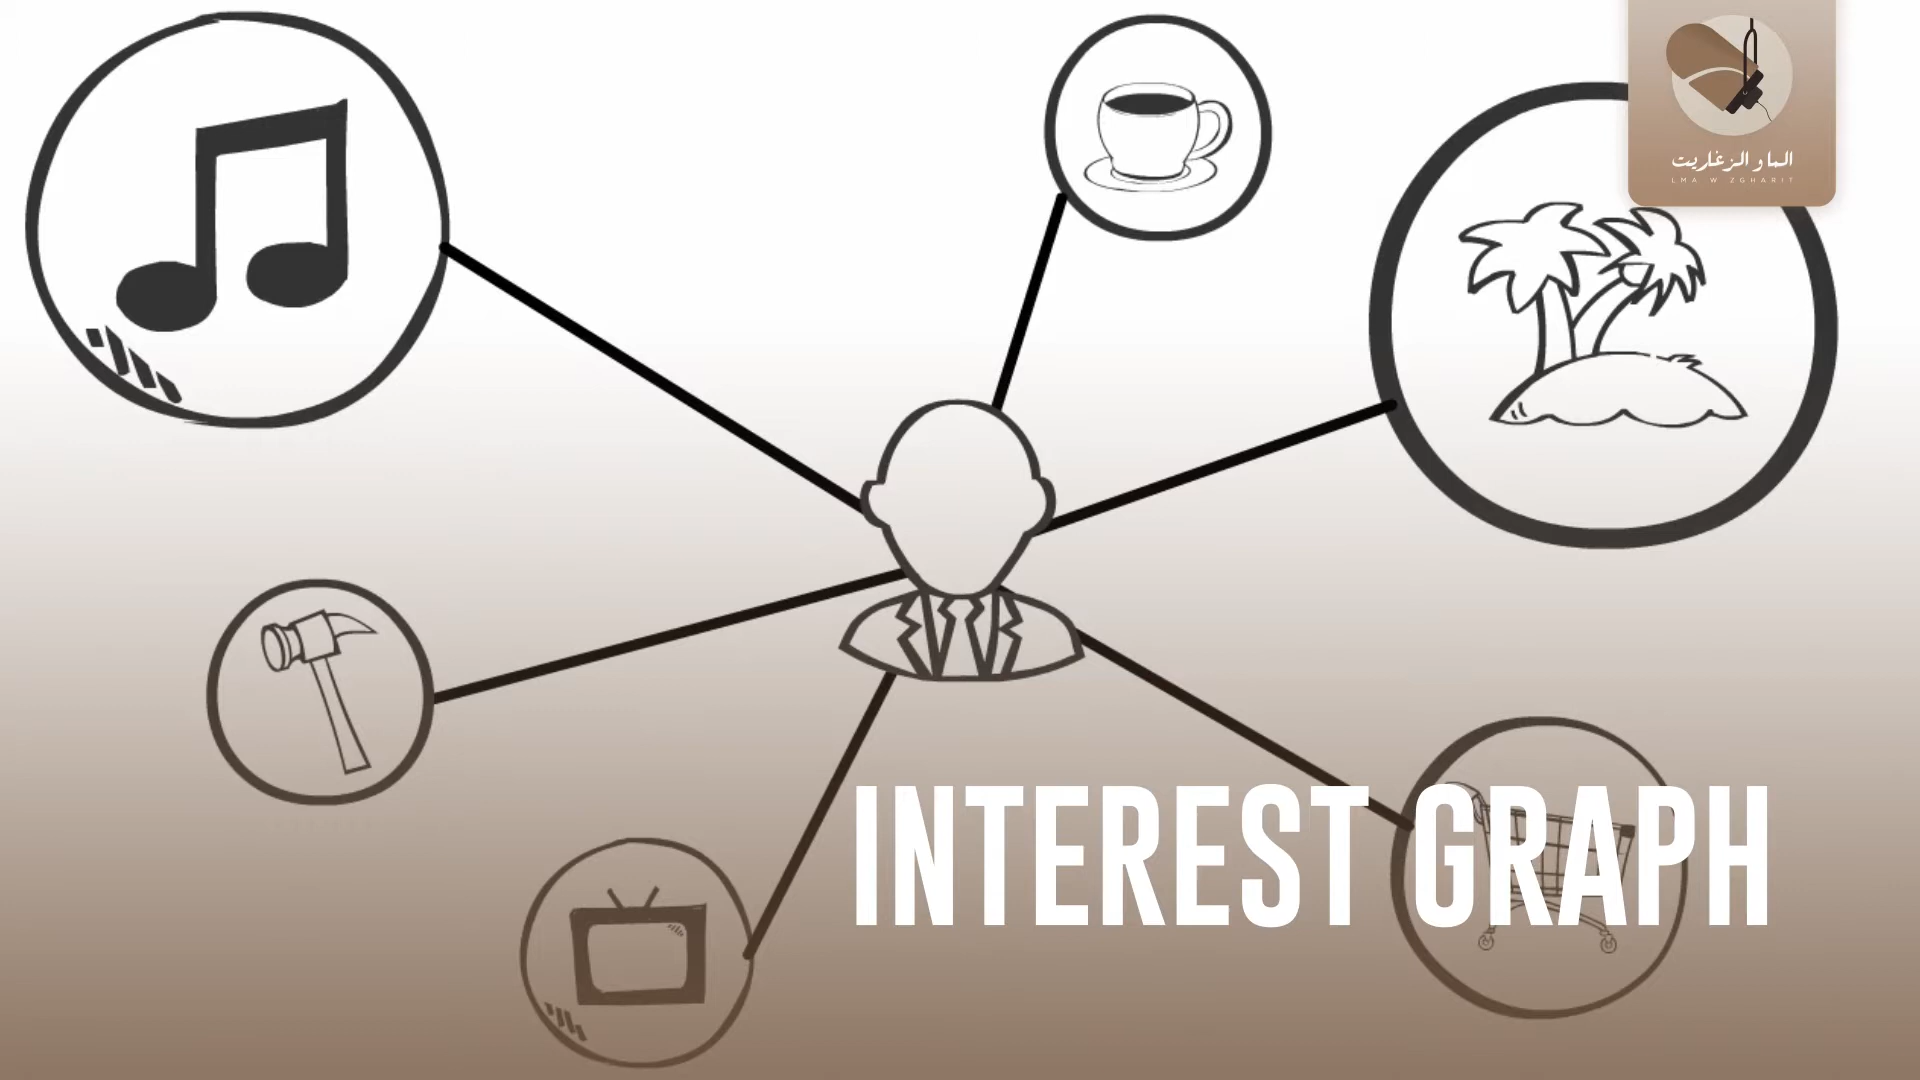 الما و الزغاريت
LMA W ZGHARIT
INTEREST GRAPH